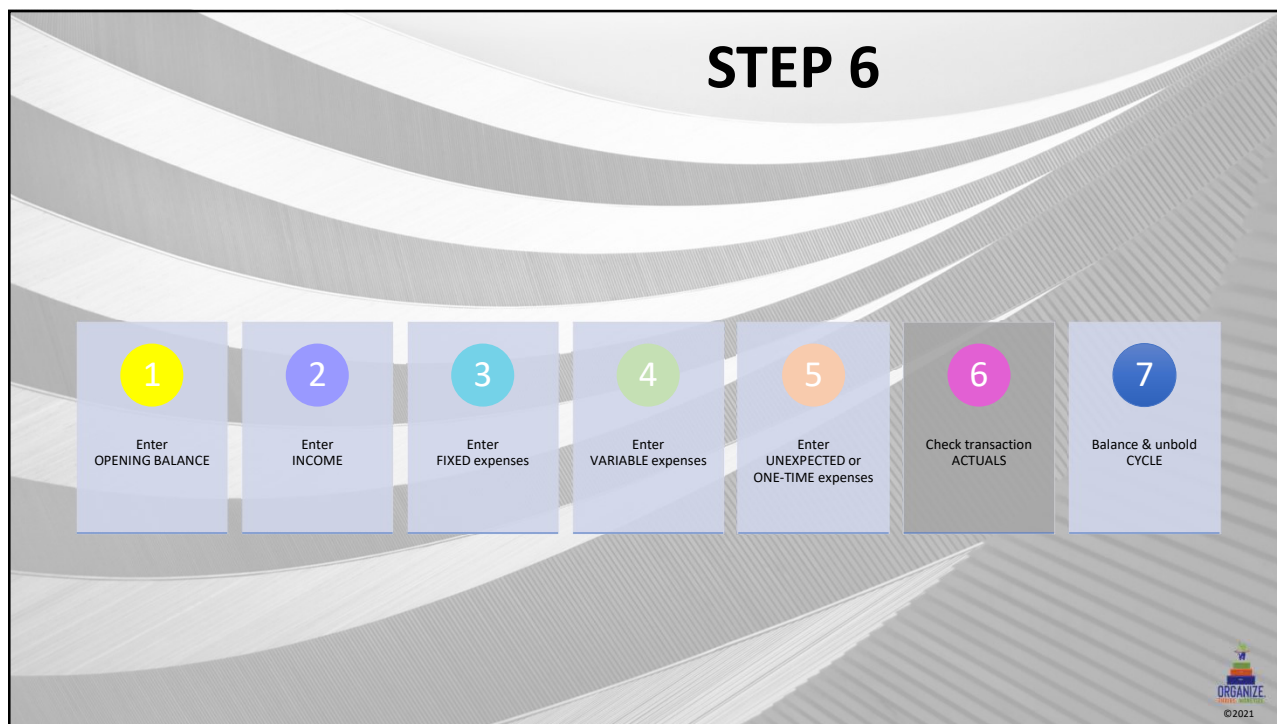 STEP 6
1
Enter
OPENING BALANCE
2
Enter
INCOME
3
Enter
FIXED expenses
4
Enter
VARIABLE expenses
5
Enter
UNEXPECTED or
ONE-TIME expenses
6
Check transaction
ACTUALS
7
Balance & unbold
CYCLE
ORGANIZE.
©2021